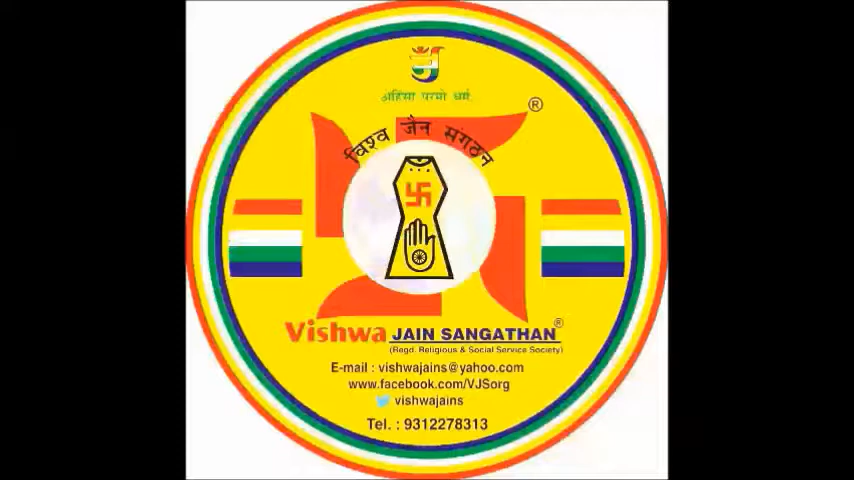 अहिंसा परमो धर्म
®
विश्व जैन संगठन
Vishwa JAIN SANGATHAN®
(Regd. Religious & Social Service Society)
E-mail : vishwajains@yahoo.com
www.facebook.com/VJSorg
vishwajains
Tel. : 9312278313